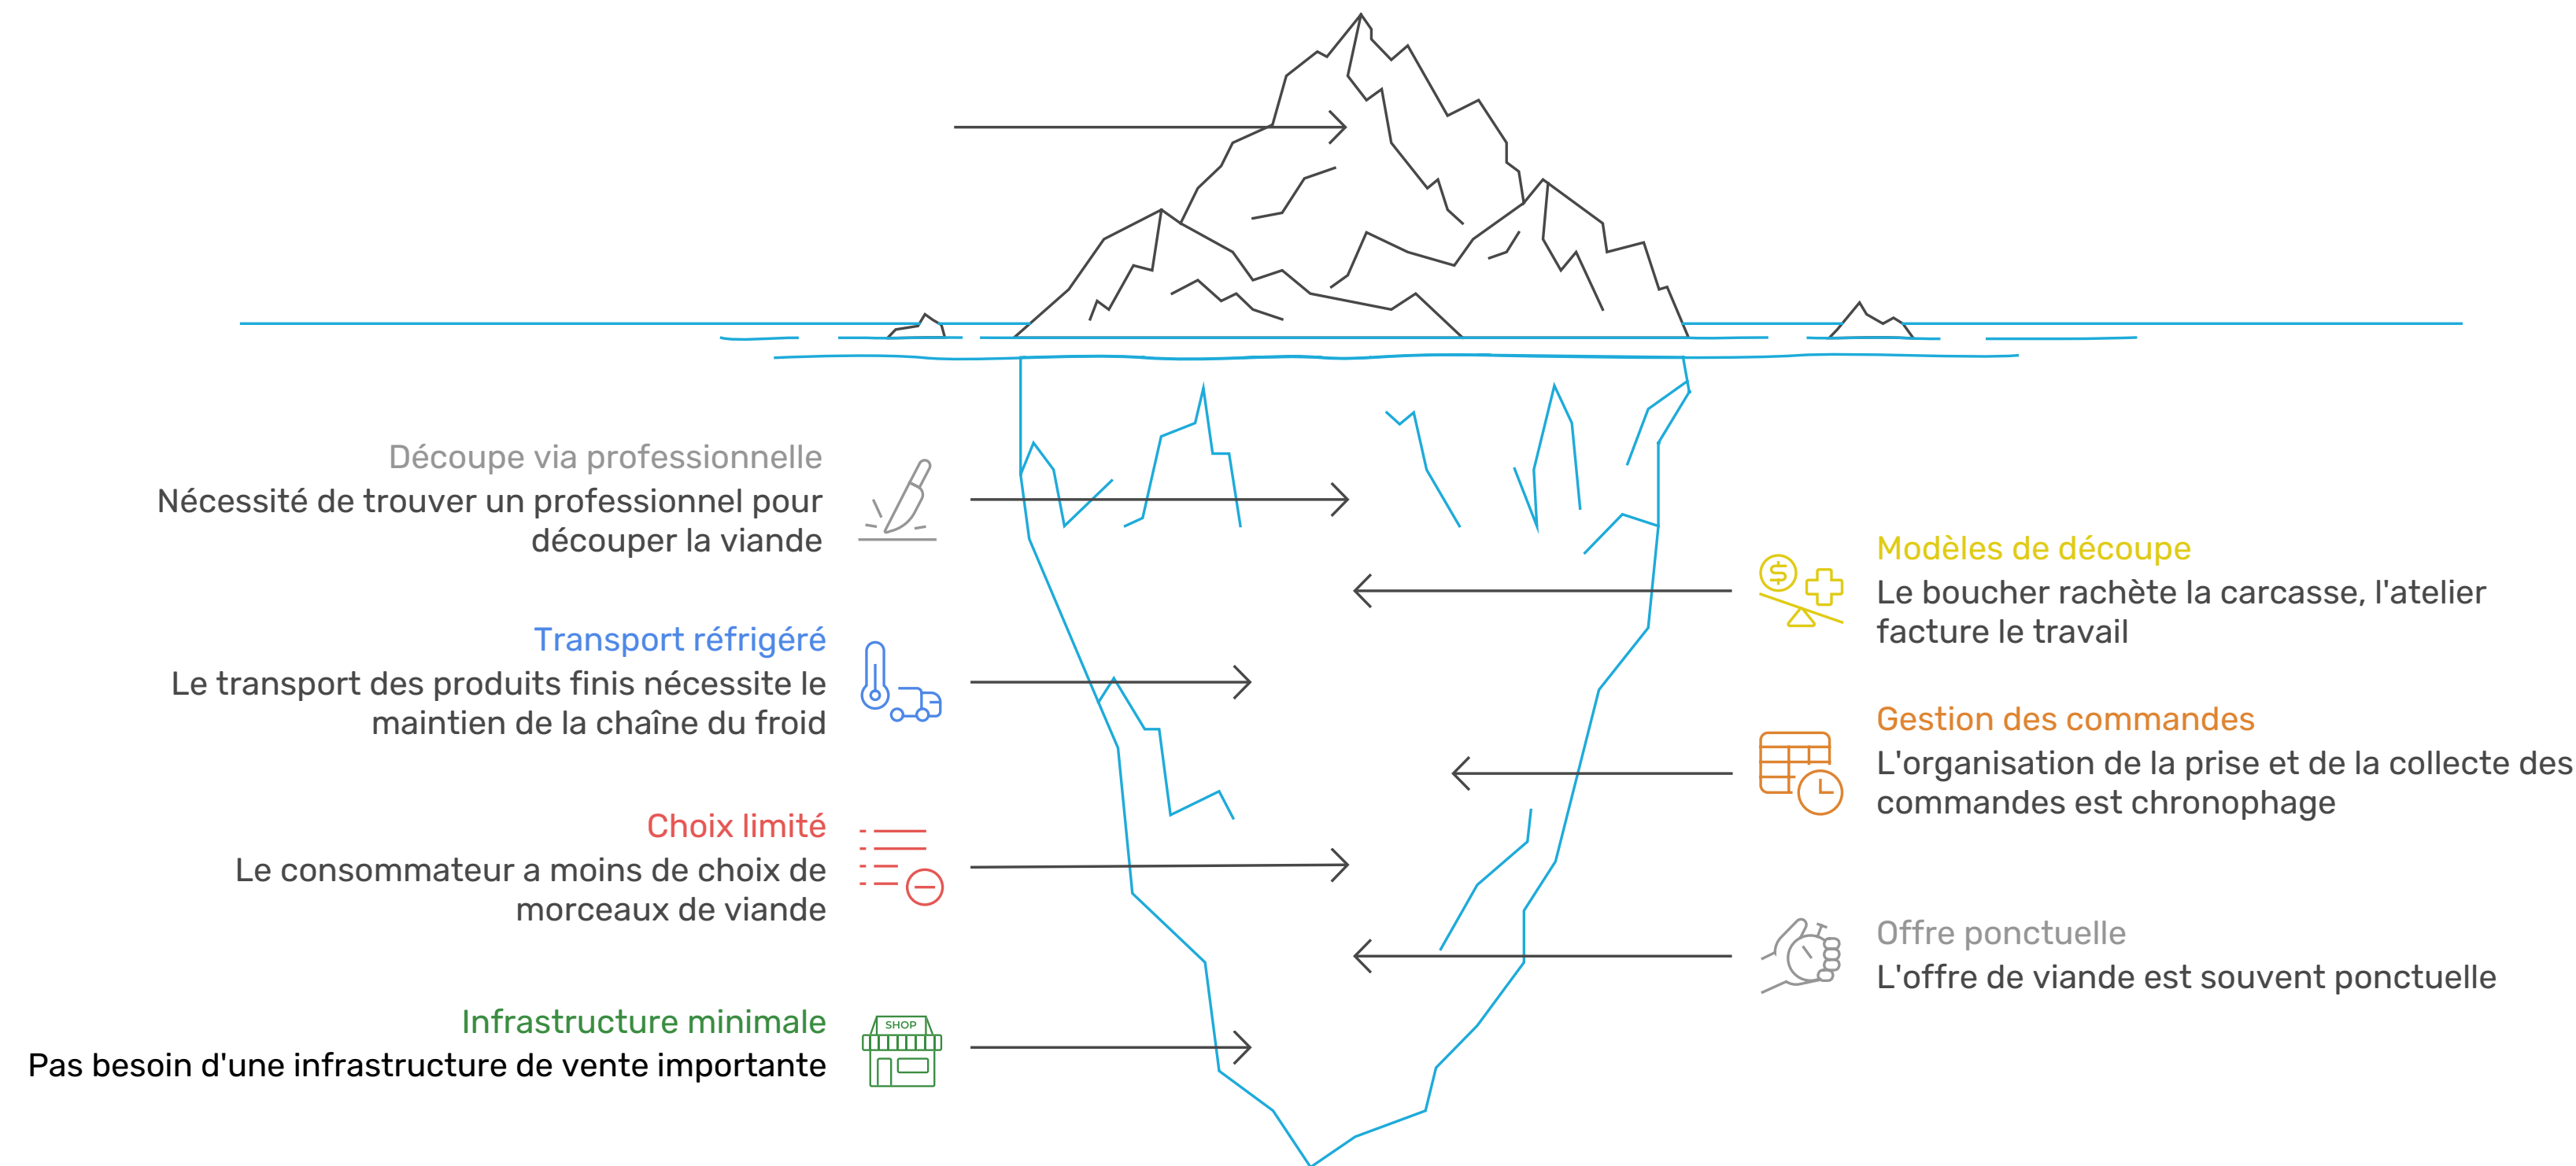 Découpe via professionnelle
Nécessité de trouver un professionnel pour
découper la viande
Modèles de découpe
Le boucher rachète la carcasse, l'atelier
facture le travail
Transport réfrigéré
Le transport des produits finis nécessite le
maintien de la chaîne du froid
Gestion des commandes
L'organisation de la prise et de la collecte des
commandes est chronophage
Choix limité
Le consommateur a moins de choix de
morceaux de viande
Offre ponctuelle
L'offre de viande est souvent ponctuelle
Infrastructure minimale
Pas besoin d'une infrastructure de vente importante
SHOP